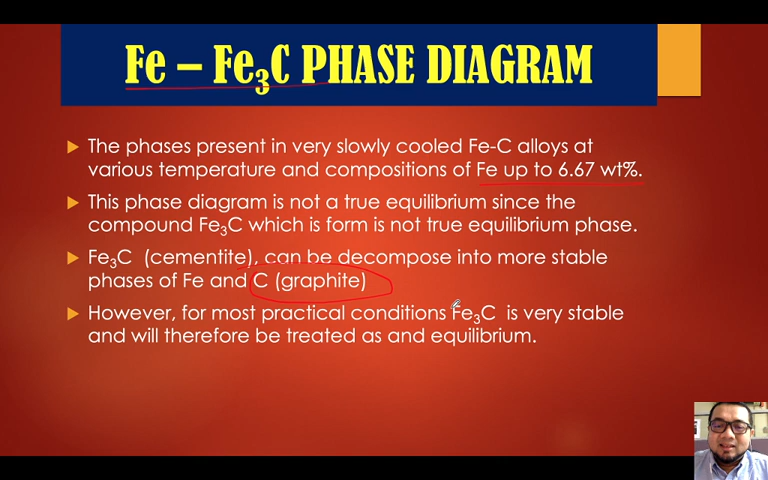 Fe – Fe₃C PHASE DIAGRAM
The phases present in very slowly cooled Fe-C alloys at
various temperature and compositions of Fe up to 6.67 wt%.
This phase diagram is not a true equilibrium since the
compound Fe₃C which is form is not true equilibrium phase.
Fe₃C (cementite), can be decompose into more stable
phases of Fe and C (graphite)
However, for most practical conditions Fe₃C is very stable
and will therefore be treated as and equilibrium.